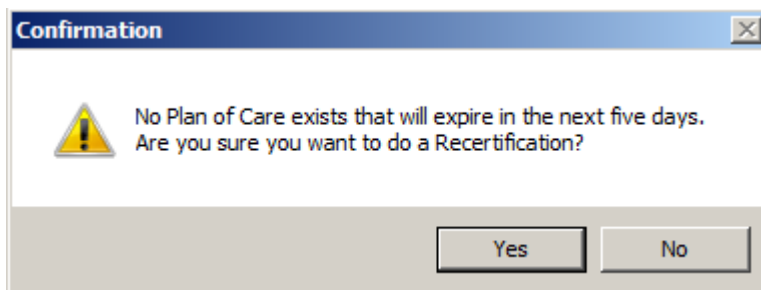 Confirmation
No Plan of Care exists that will expire in the next five days.
Are you sure you want to do a Recertification?
Yes No